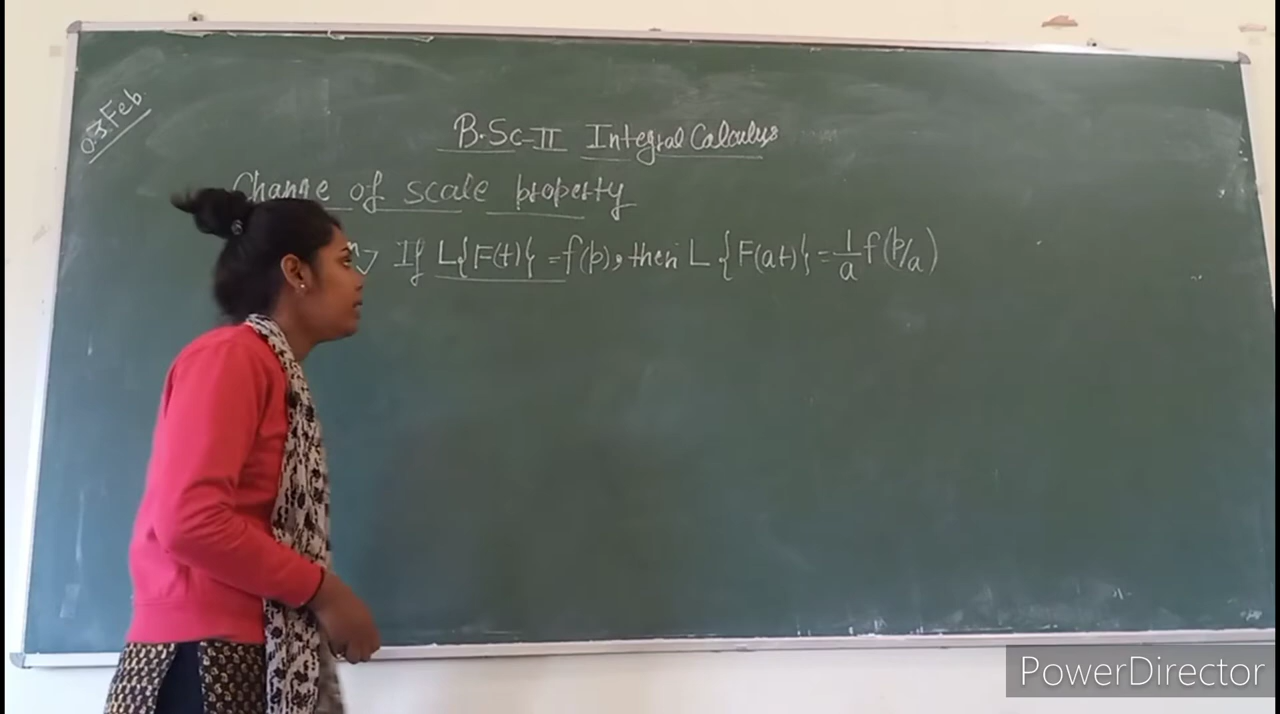 03 Feb.
B.Sc-II Integral Calculus
Change of scale property
If L{F(t)} = f(p), then L{F(at)} = 1/a f(p/a)
PowerDirector